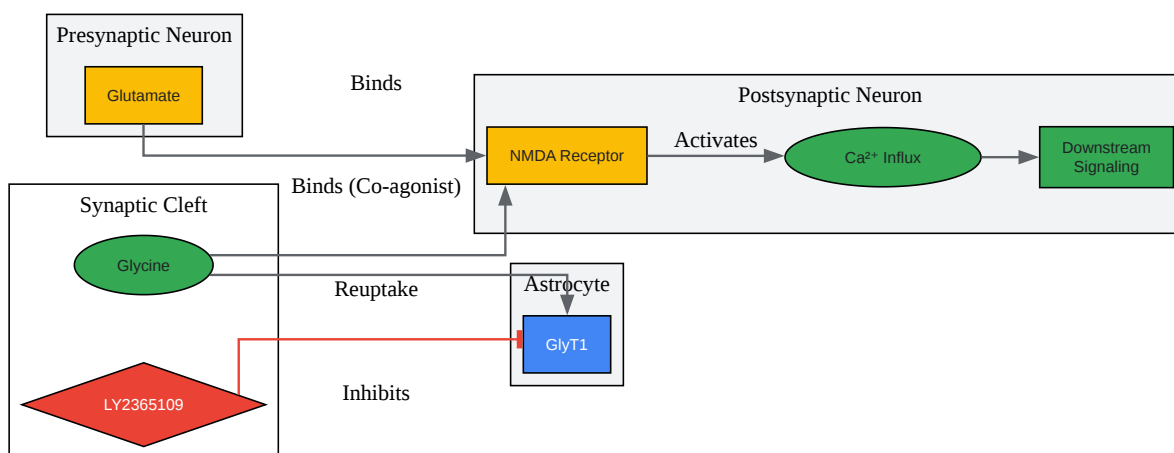 Presynaptic Neuron
Glutamate
Binds
Postsynaptic Neuron
NMDA Receptor
Activates
Ca²⁺ Influx
Downstream
Signaling
Binds (Co-agonist)
Synaptic Cleft
Glycine
Reuptake
Astrocyte
GlyT1
LY2365109
Inhibits